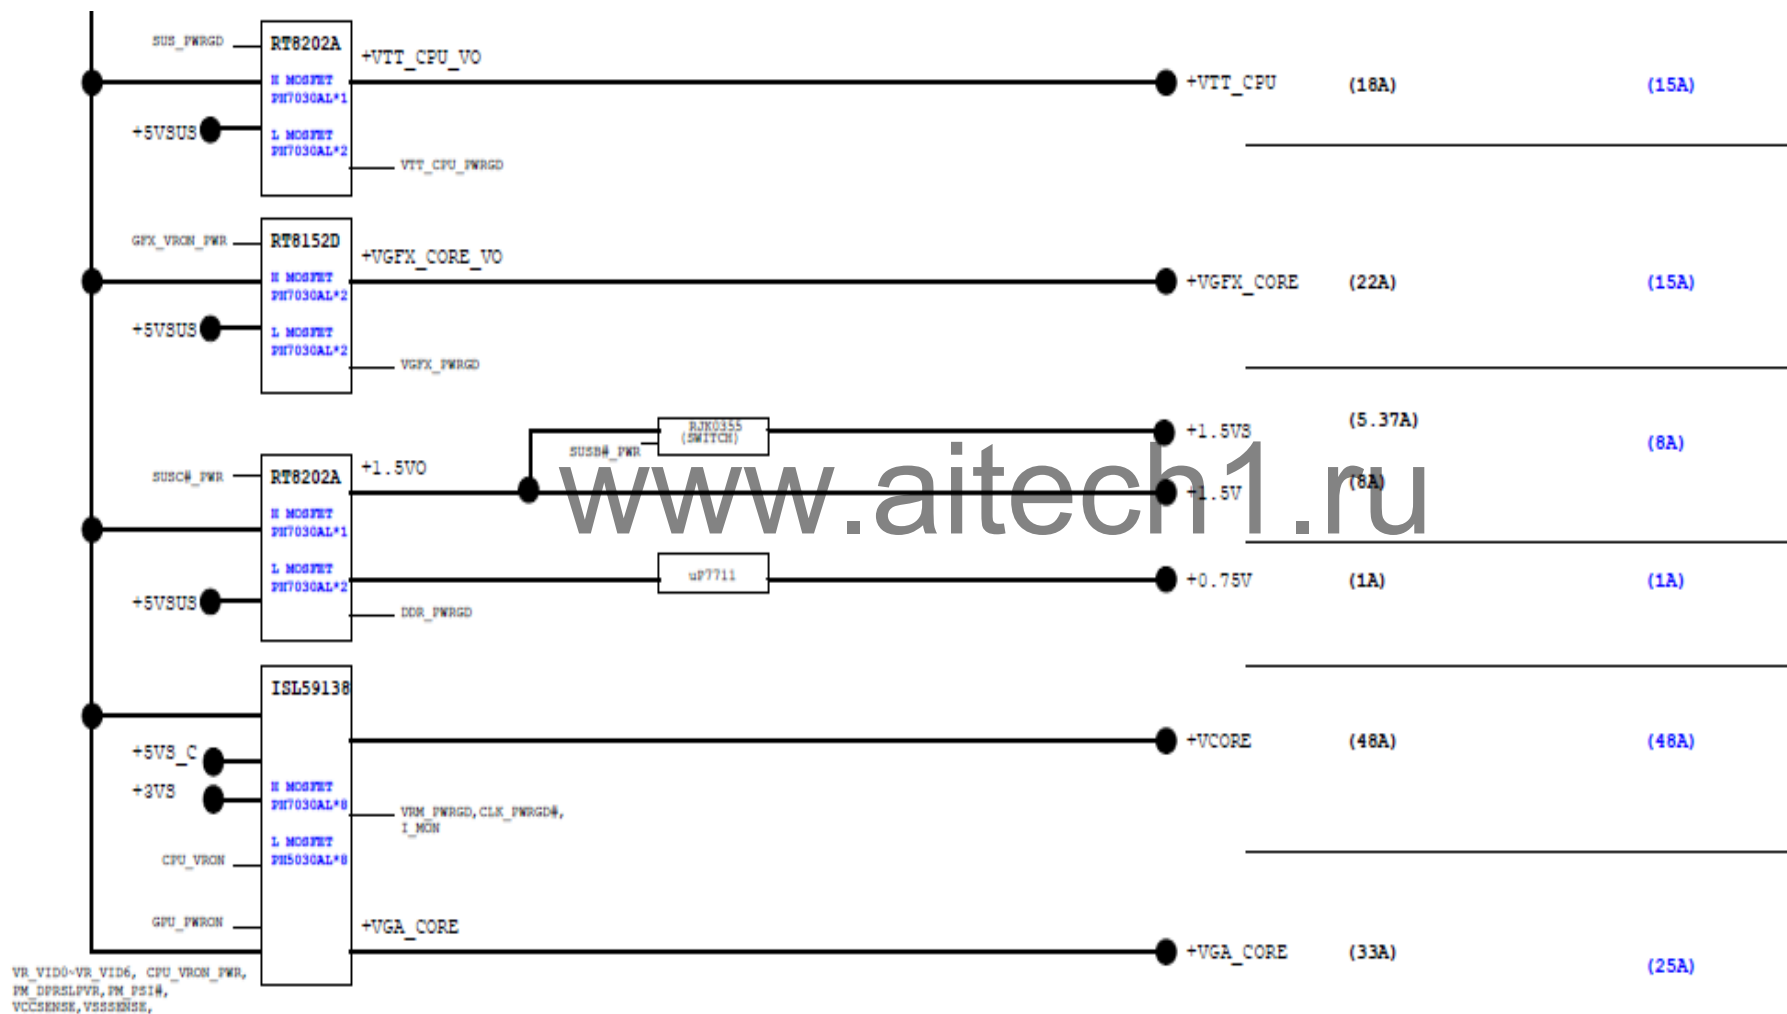 SUS_PWRGD
RT8202A
+VTT_CPU_VO
H MOSFET
PH7030AL*1
+VTT_CPU
(18A)
(15A)
+5VSUS
L MOSFET
PH7030AL*2
VTT_CPU_PWRGD
GFX_VRON_PWR
RT8152D
+VGFX_CORE_VO
H MOSFET
PH7030AL*2
+VGFX_CORE
(22A)
(15A)
+5VSUS
L MOSFET
PH7030AL*2
VGFX_PWRGD
RJK0355
(SWITCH)
SUSB#_PWR
+1.5VS
(5.37A)
(8A)
SUSC#_PWR
RT8202A
+1.5VO
www.aitech1.ru
+1.5V
(8A)
H MOSFET
PH7030AL*1
L MOSFET
PH7030AL*2
uP7711
+0.75V
(1A)
(1A)
+5VSUS
DDR_PWRGD
ISL59138
+5VS_C
+3VS
+VCORE
(48A)
(48A)
H MOSFET
PH7030AL*8
VRM_PWRGD,CLK_PWRGD#,
I_MON
L MOSFET
PH5030AL*8
CPU_VRON
GPU_PWRON
+VGA_CORE
+VGA_CORE
(33A)
(25A)
VR_VID0~VR_VID6, CPU_VRON_PWR,
PM_DPRSLPVR,PM_PSI#,
VCCSENSE,VSSSENSE,